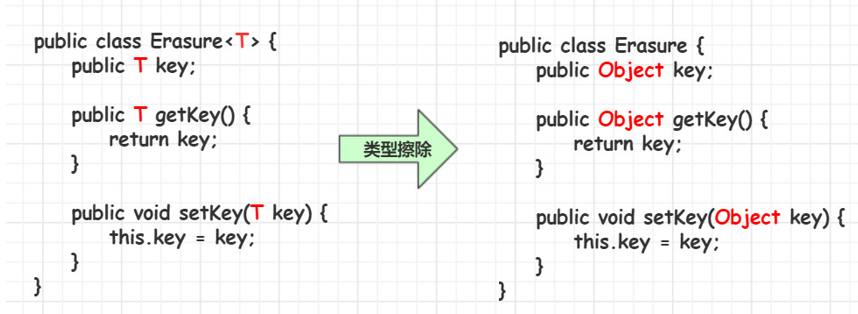 public class Erasure<T> {
public T key;
public T getKey() {
return key;
}
public void setKey(T key) {
this.key = key;
}
}
类型擦除
public class Erasure {
public Object key;
public Object getKey() {
return key;
}
public void setKey(Object key) {
this.key = key;
}
}